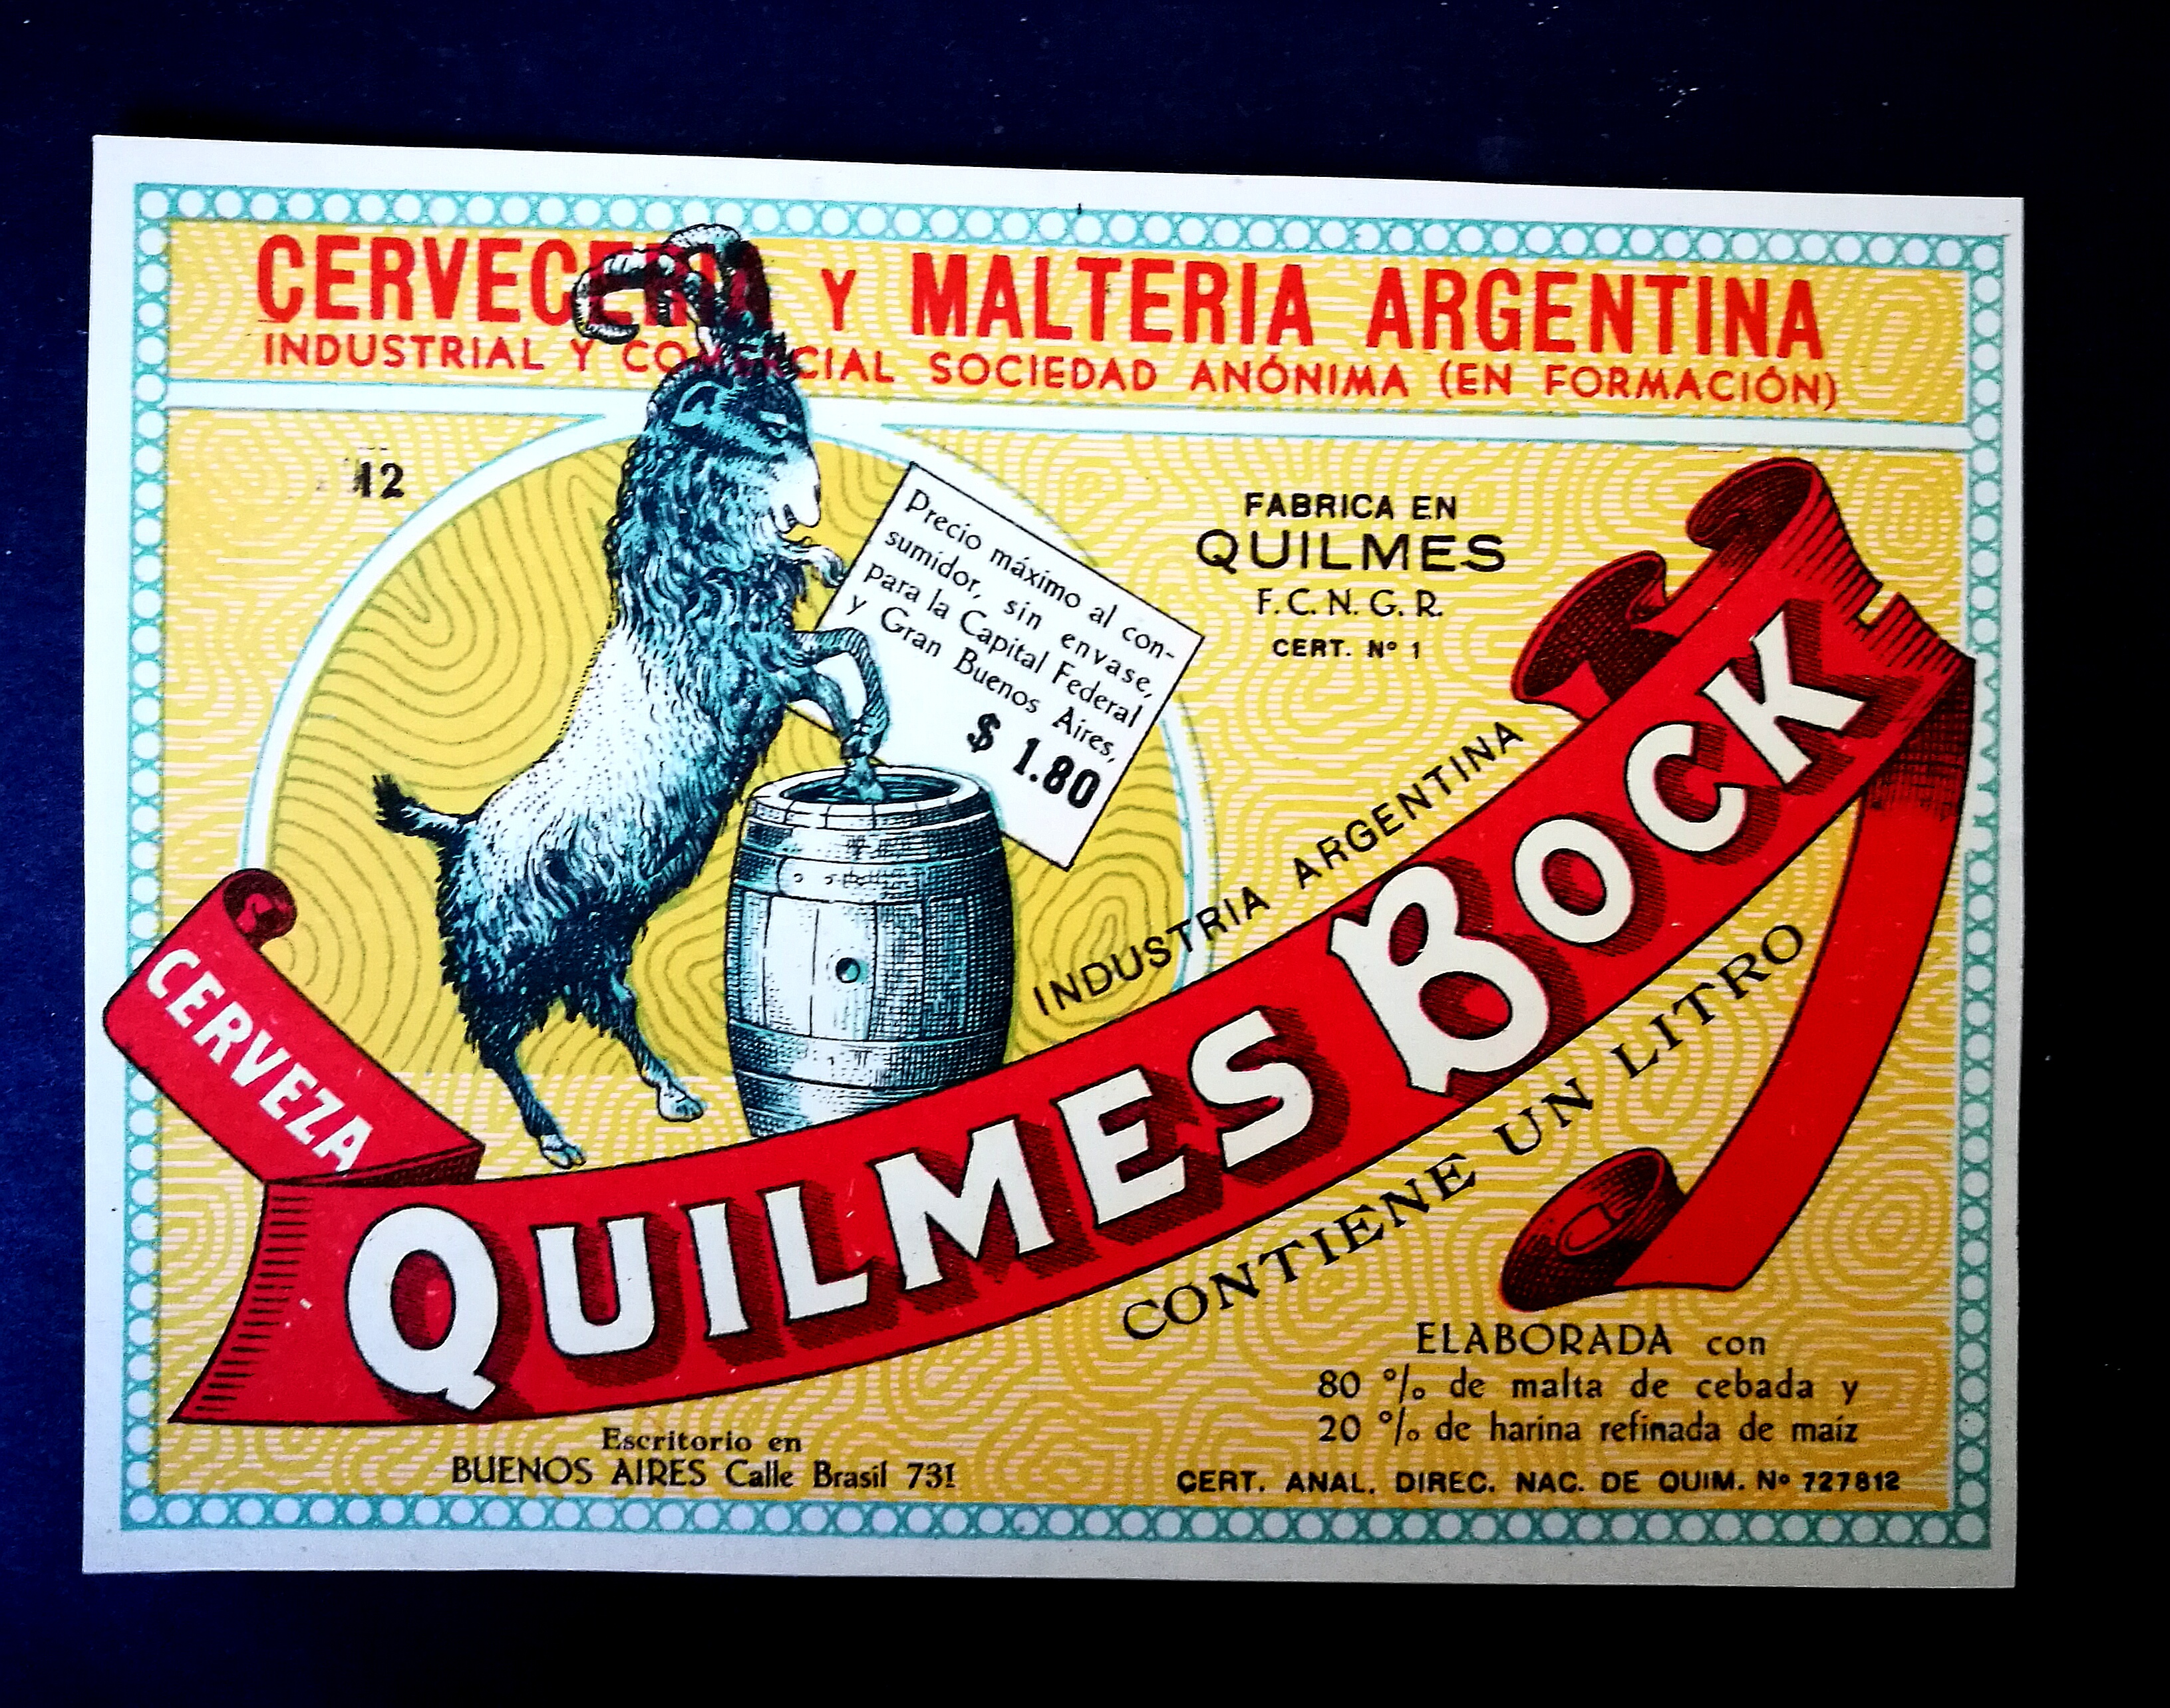 CERVECERIA Y MALTERIA ARGENTINA
INDUSTRIAL Y COMERCIAL SOCIEDAD ANÓNIMA (EN FORMACIÓN)
12
Precio máximo al con-
sumidor, sin envase,
para la Capital Federal
y Gran Buenos Aires,
$ 1.80
FABRICA EN
QUILMES
F. C. N. G. R.
CERT. Nº 1
INDUSTRIA ARGENTINA
CERVEZA
QUILMES BOCK
CONTIENE UN LITRO
ELABORADA con
80 % de malta de cebada y
20 % de harina refinada de maíz
Escritorio en
BUENOS AIRES Calle Brasil 731
CERT. ANAL. DIREC. NAC. DE QUIM. Nº 727812